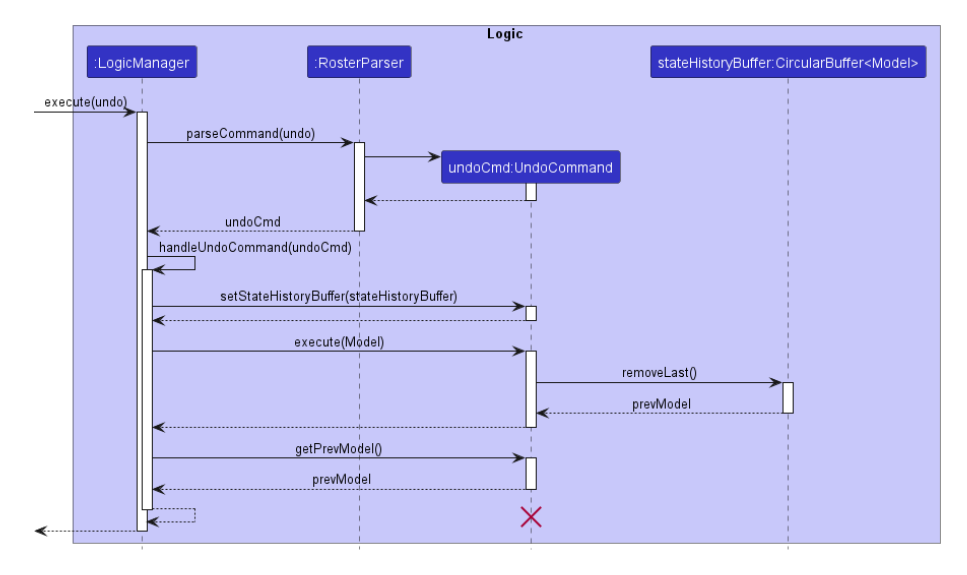 Logic
:LogicManager
:RosterParser
stateHistoryBuffer:CircularBuffer<Model>
execute(undo)
parseCommand(undo)
undoCmd:UndoCommand
undoCmd
handleUndoCommand(undoCmd)
setStateHistoryBuffer(stateHistoryBuffer)
execute(Model)
removeLast()
prevModel
getPrevModel()
prevModel